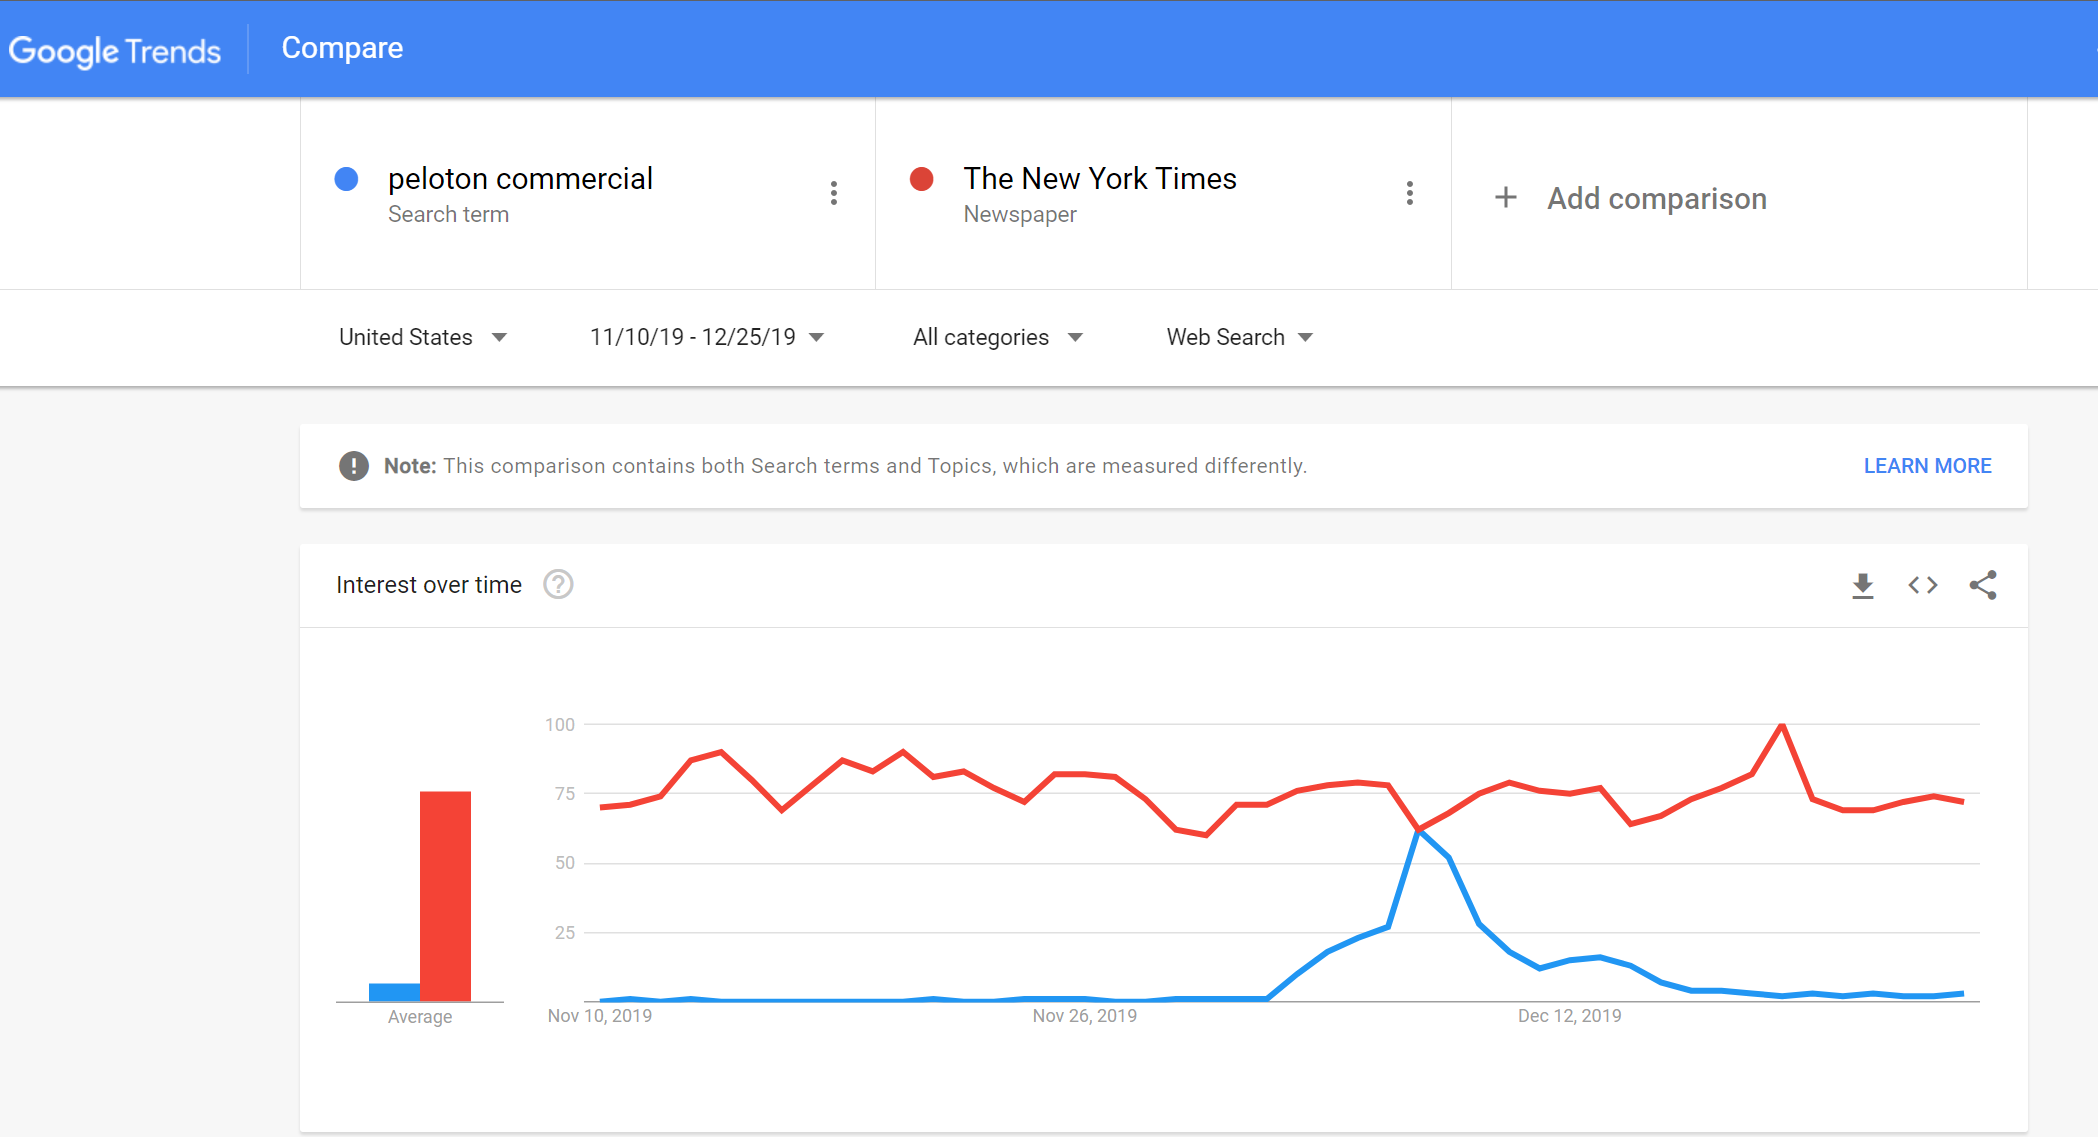 Google Trends
Compare
peloton commercial
Search term
The New York Times
Newspaper
+ Add comparison
United States
11/10/19 - 12/25/19
All categories
Web Search
! Note: This comparison contains both Search terms and Topics, which are measured differently.
LEARN MORE
Interest over time ?
<>
100
75
50
25
Average
Nov 10, 2019
Nov 26, 2019
Dec 12, 2019